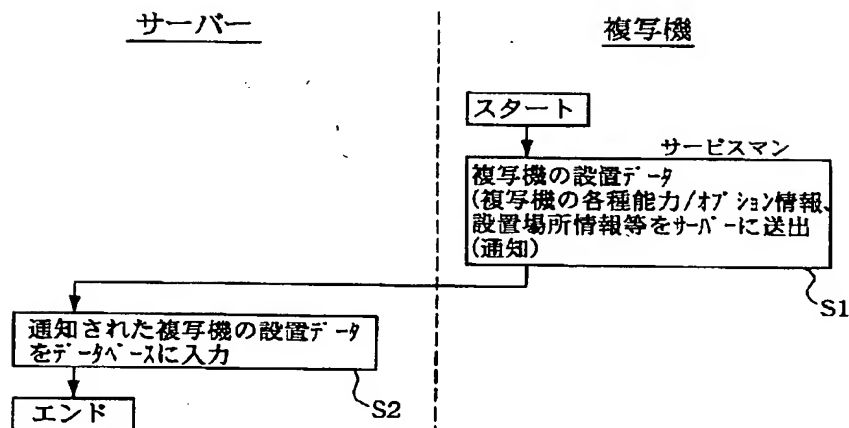 サーバー
複写機
スタート
サービスマン
複写機の設置データ
(複写機の各種能力/オプション情報、
設置場所情報等をサーバーに送出
(通知)
S1
通知された複写機の設置データ
をデータベースに入力
S2
エンド